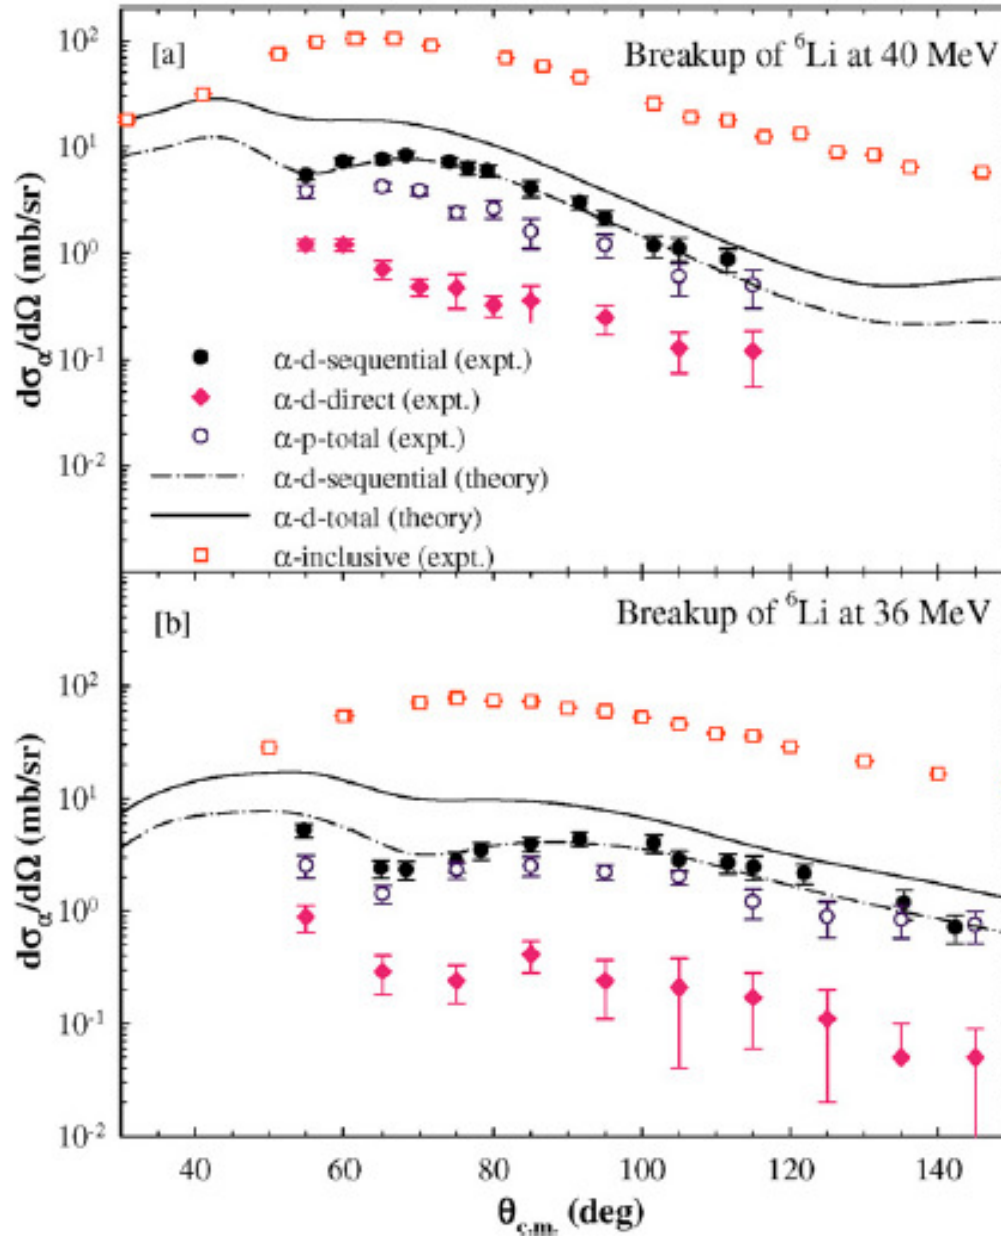 [a]
Breakup of ⁶Li at 40 MeV
10²
10¹
10⁰
10⁻¹
10⁻²
dσα/dΩ (mb/sr)
α-d-sequential (expt.)
α-d-direct (expt.)
α-p-total (expt.)
α-d-sequential (theory)
α-d-total (theory)
α-inclusive (expt.)
[b]
Breakup of ⁶Li at 36 MeV
10²
10¹
10⁰
10⁻¹
10⁻²
dσα/dΩ (mb/sr)
40 60 80 100 120 140
θc.m. (deg)